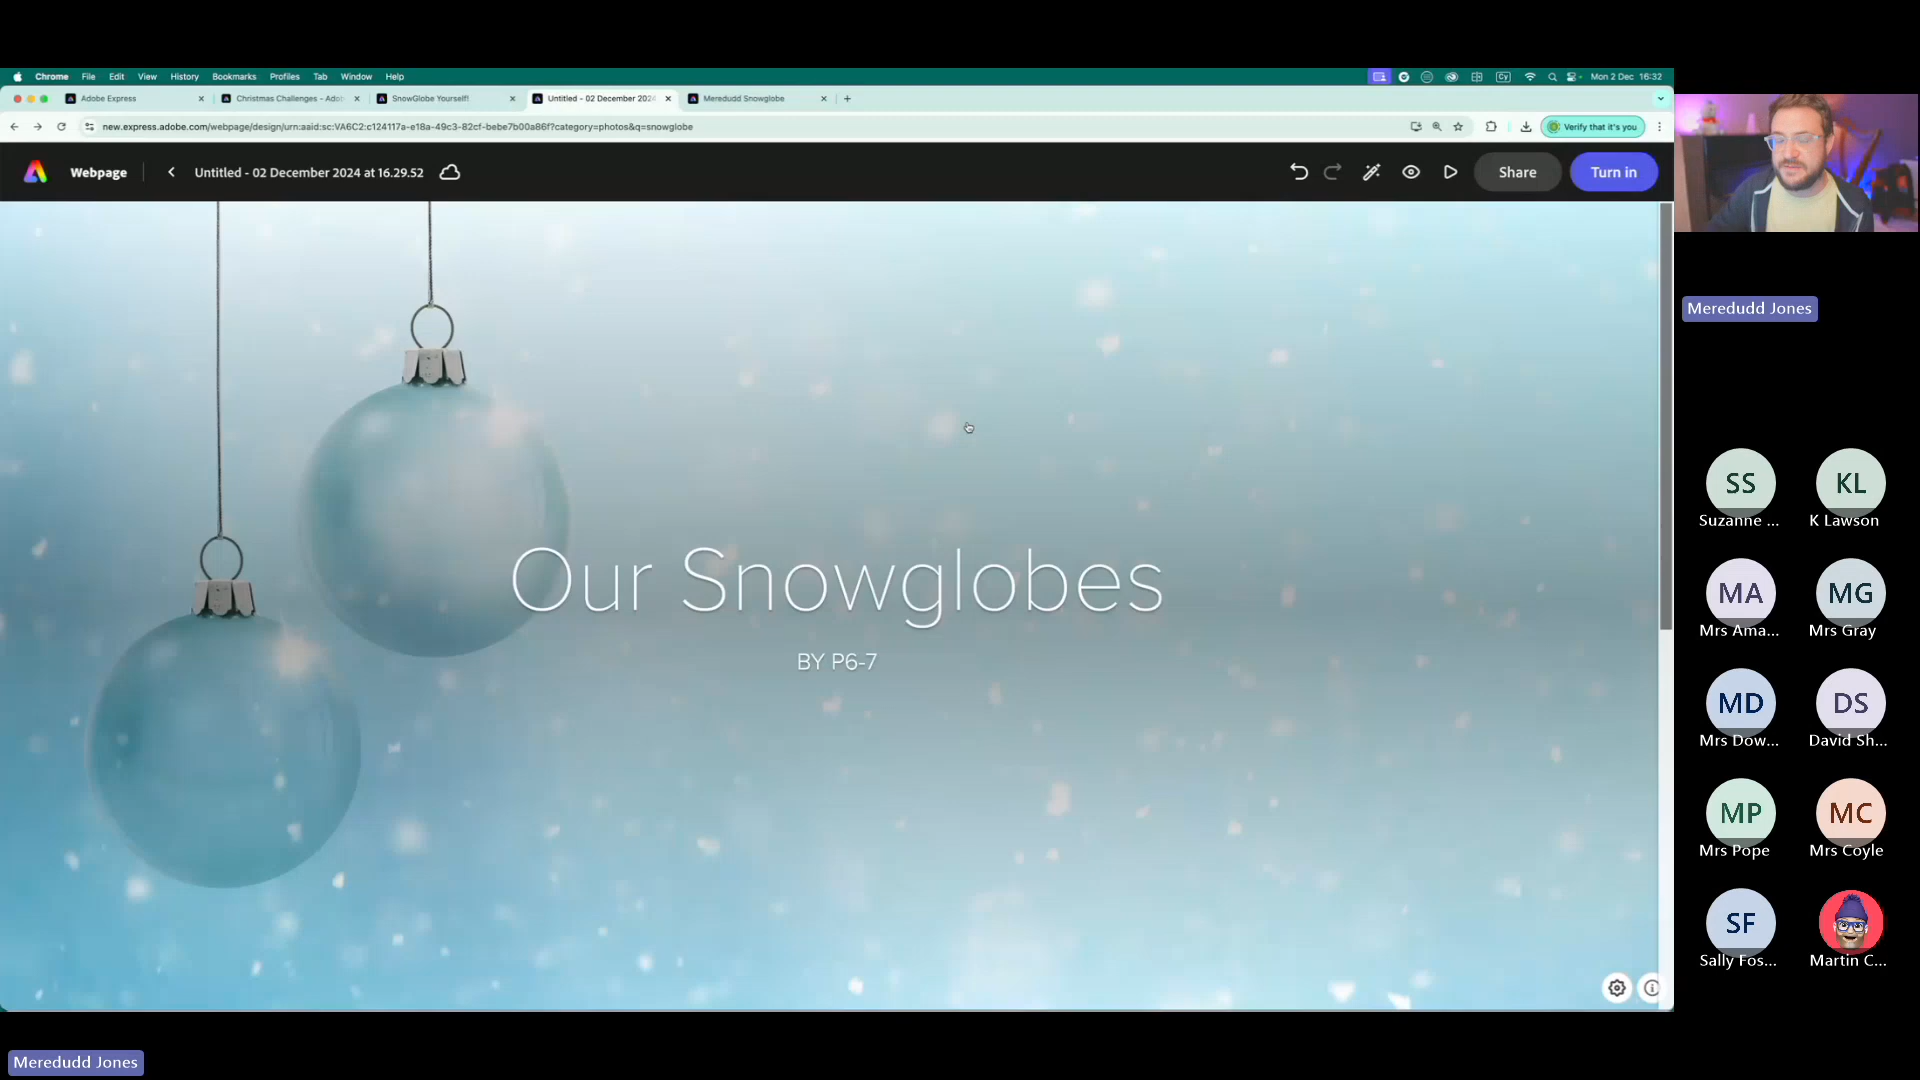 Chrome File Edit View History Bookmarks Profiles Tab Window Help Cy Mon 2 Dec 16:32
Adobe Express Christmas Challenges - Adob SnowGlobe Yourself! Untitled - 02 December 2024 Meredudd Snowglobe
new.express.adobe.com/webpage/design/urn:aaid:sc:VA6C2:c124117a-e18a-49c3-82cf-bebe7b00a86f?category=photos&q=snowglobe Verify that it's you
Webpage Untitled - 02 December 2024 at 16.29.52 Share Turn in
Our Snowglobes
BY P6-7
Meredudd Jones
SS KL
Suzanne ... K Lawson
MA MG
Mrs Ama... Mrs Gray
MD DS
Mrs Dow... David Sh...
MP MC
Mrs Pope Mrs Coyle
SF
Sally Fos... Martin C...
Meredudd Jones